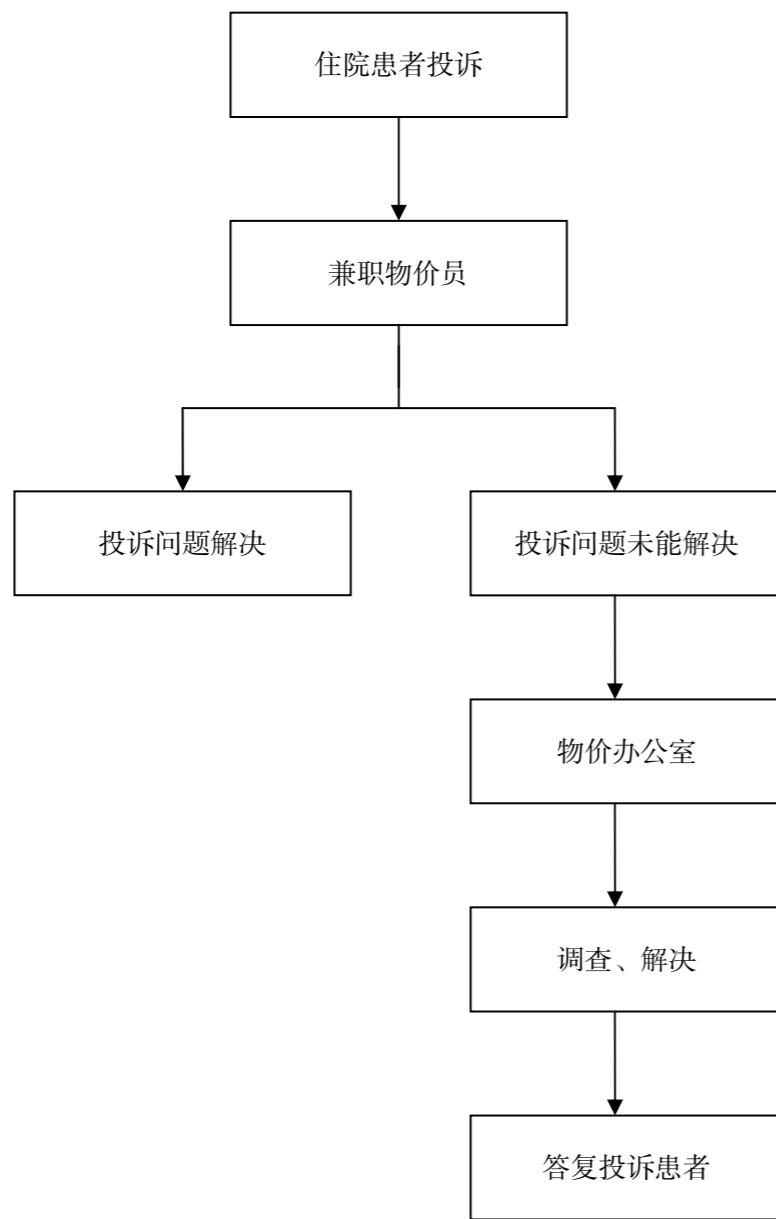 住院患者投诉
兼职物价员
投诉问题解决
投诉问题未能解决
物价办公室
调查、解决
答复投诉患者